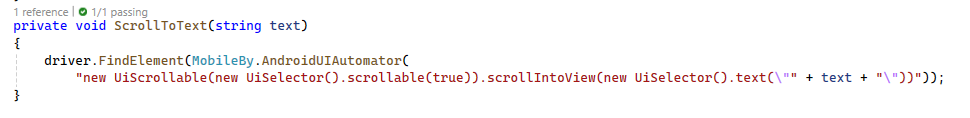 1 reference | 1/1 passing
private void ScrollToText(string text)
{
driver.FindElement(MobileBy.AndroidUIAutomator(
"new UiScrollable(new UiSelector().scrollable(true)).scrollIntoView(new UiSelector().text(\"" + text + "\"))"));
}